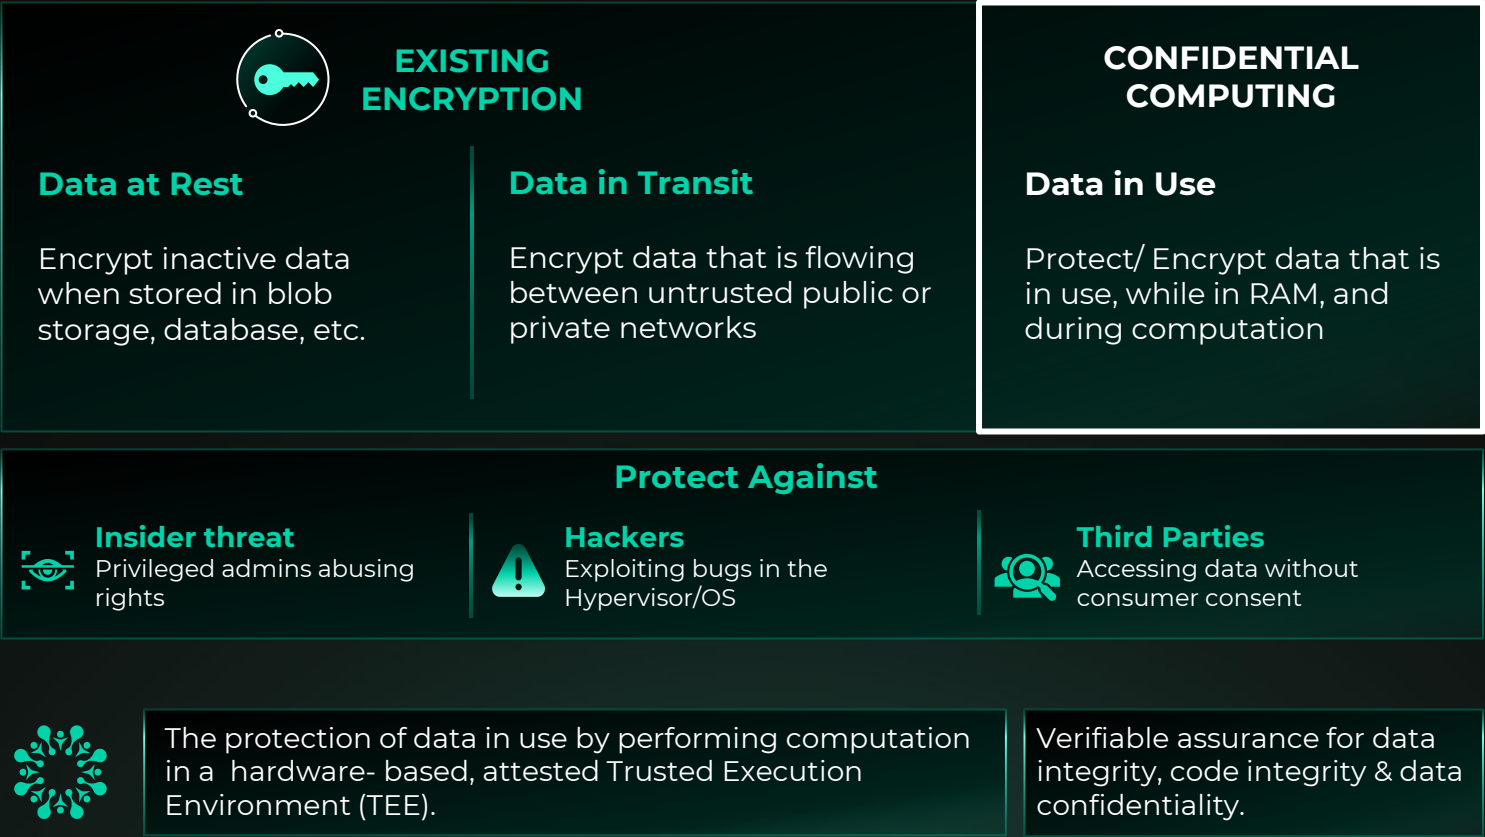 EXISTING
ENCRYPTION
Data at Rest
Encrypt inactive data
when stored in blob
storage, database, etc.
Data in Transit
Encrypt data that is flowing
between untrusted public or
private networks
CONFIDENTIAL
COMPUTING
Data in Use
Protect/ Encrypt data that is
in use, while in RAM, and
during computation
Protect Against
Insider threat
Privileged admins abusing
rights
Hackers
Exploiting bugs in the
Hypervisor/OS
Third Parties
Accessing data without
consumer consent
The protection of data in use by performing computation
in a  hardware- based, attested Trusted Execution
Environment (TEE).
Verifiable assurance for data
integrity, code integrity & data
confidentiality.